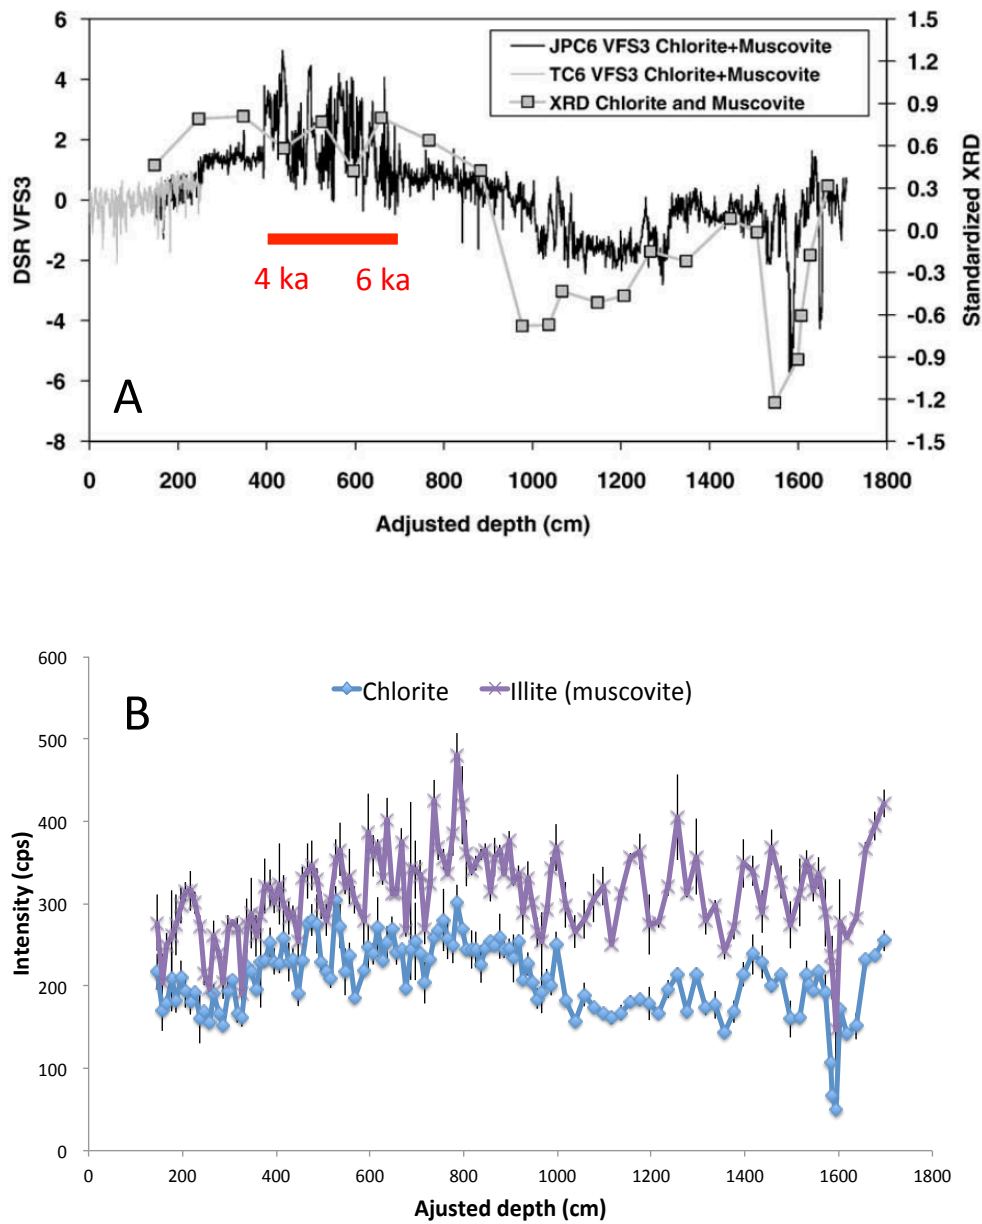 6
4
2
0
-2
-4
-6
-8
DSR VFS3
1.5
1.2
0.9
0.6
0.3
0.0
-0.3
-0.6
-0.9
-1.2
-1.5
Standardized XRD
JPC6 VFS3 Chlorite+Muscovite
TC6 VFS3 Chlorite+Muscovite
XRD Chlorite and Muscovite
4 ka 6 ka
A
0 200 400 600 800 1000 1200 1400 1600 1800
Adjusted depth (cm)
600
500
400
300
200
100
0
Intensity (cps)
B
Chlorite Illite (muscovite)
0 200 400 600 800 1000 1200 1400 1600 1800
Ajusted depth (cm)